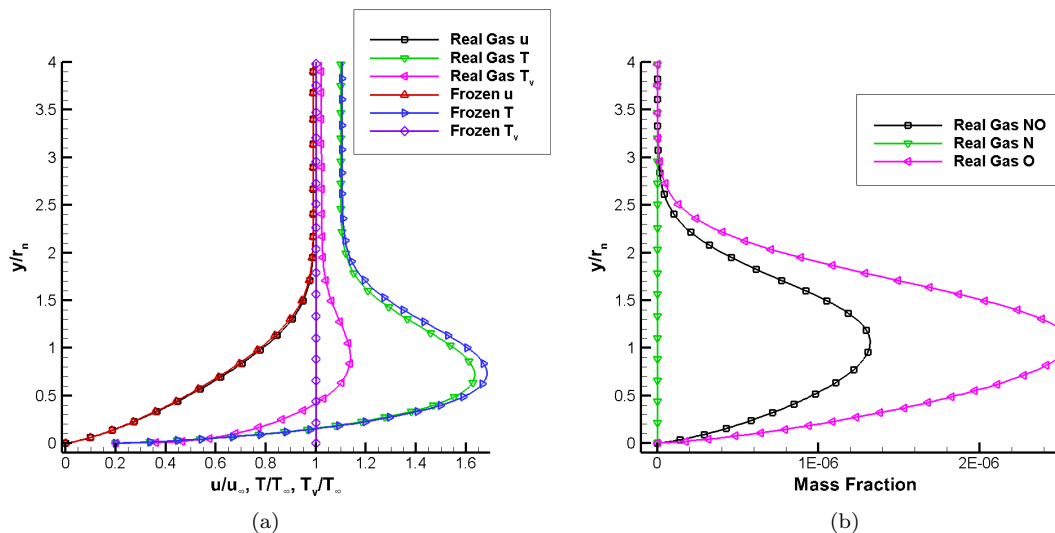 Real Gas u
Real Gas T
Real Gas Tᵥ
Frozen u
Frozen T
Frozen Tᵥ
y/rₙ
4
3.5
3
2.5
2
1.5
1
0.5
0
0 0.2 0.4 0.6 0.8 1 1.2 1.4 1.6
u/u∞, T/T∞, Tᵥ/T∞
(a)
Real Gas NO
Real Gas N
Real Gas O
y/rₙ
4
3.5
3
2.5
2
1.5
1
0.5
0
0 1E-06 2E-06
Mass Fraction
(b)